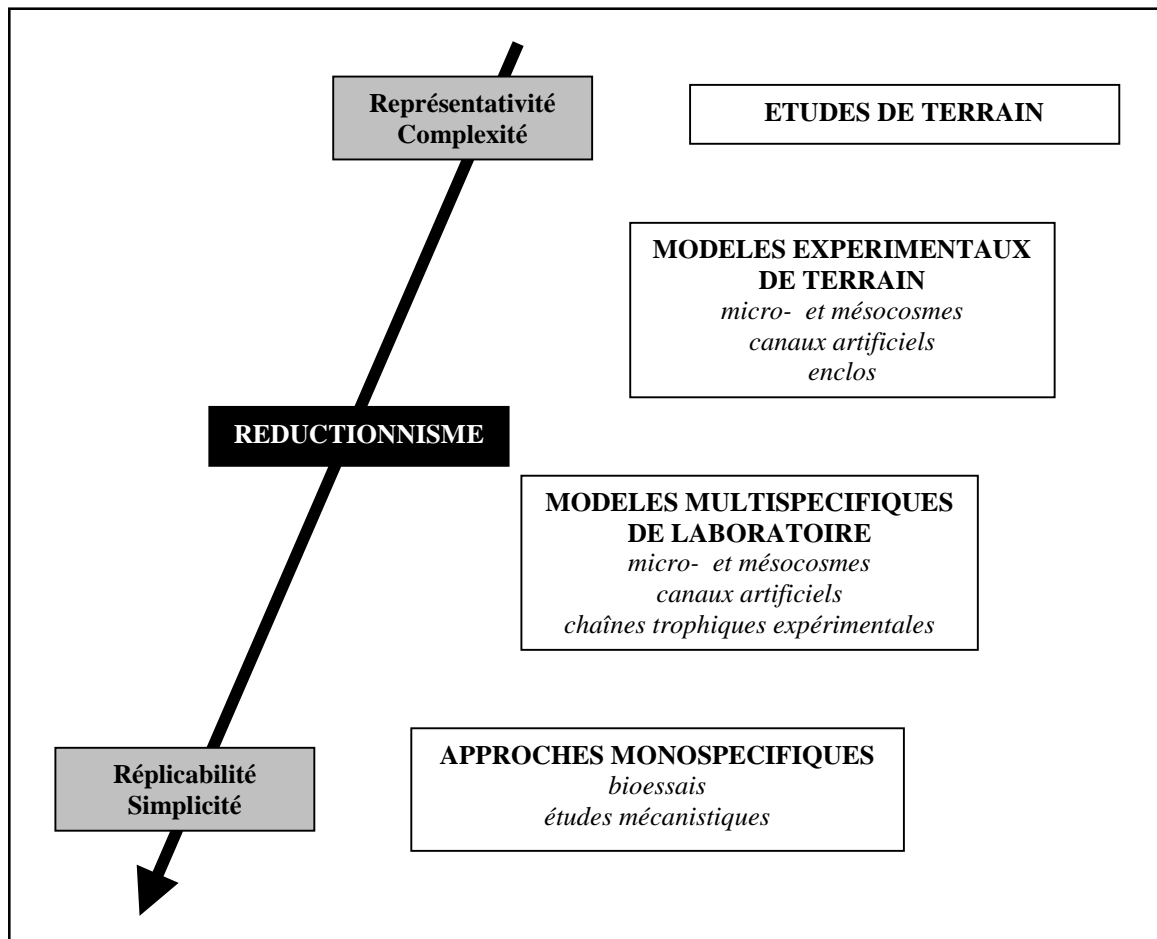 Représentativité
Complexité
ETUDES DE TERRAIN
MODELES EXPERIMENTAUX
DE TERRAIN
micro- et mésocosmes
canaux artificiels
enclos
REDUCTIONNISME
MODELES MULTISPECIFIQUES
DE LABORATOIRE
micro- et mésocosmes
canaux artificiels
chaînes trophiques expérimentales
Réplicabilité
Simplicité
APPROCHES MONOSPECIFIQUES
bioessais
études mécanistiques